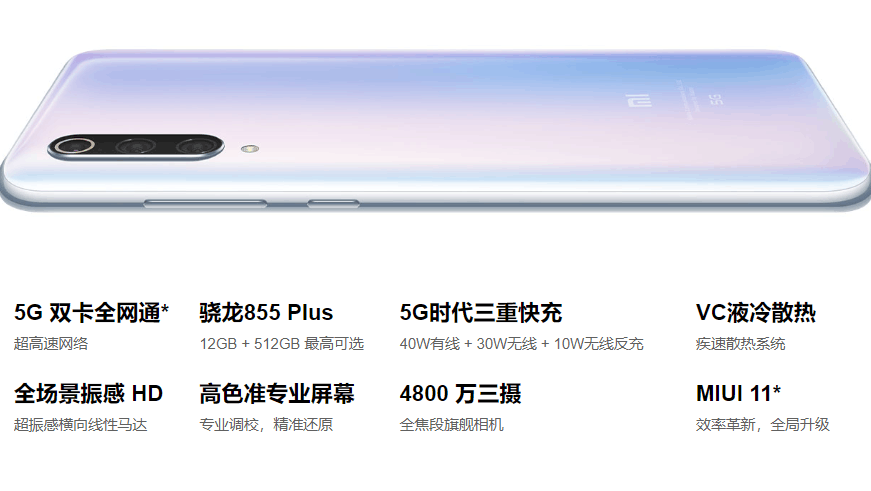 MI
5G
5G 双卡全网通*
超高速网络
骁龙855 Plus
12GB + 512GB 最高可选
5G时代三重快充
40W有线 + 30W无线 + 10W无线反充
VC液冷散热
疾速散热系统
全场景振感 HD
超振感横向线性马达
高色准专业屏幕
专业调校，精准还原
4800 万三摄
全焦段旗舰相机
MIUI 11*
效率革新，全局升级